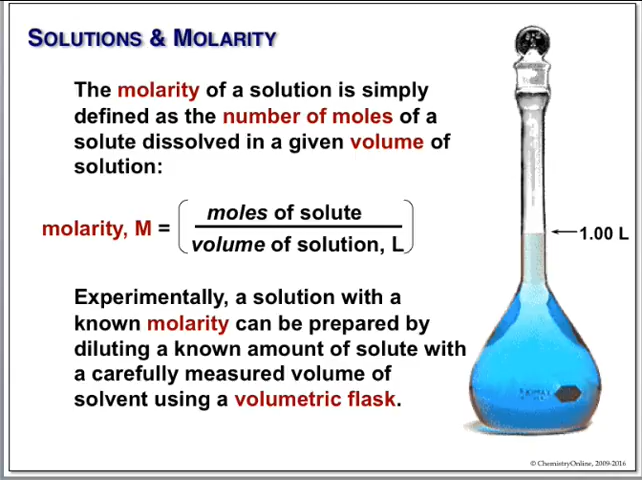 SOLUTIONS & MOLARITY
The molarity of a solution is simply
defined as the number of moles of a
solute dissolved in a given volume of
solution:
molarity, M =
moles of solute
volume of solution, L
1.00 L
Experimentally, a solution with a
known molarity can be prepared by
diluting a known amount of solute with
a carefully measured volume of
solvent using a volumetric flask.
© ChemistryOnline, 2009-2016